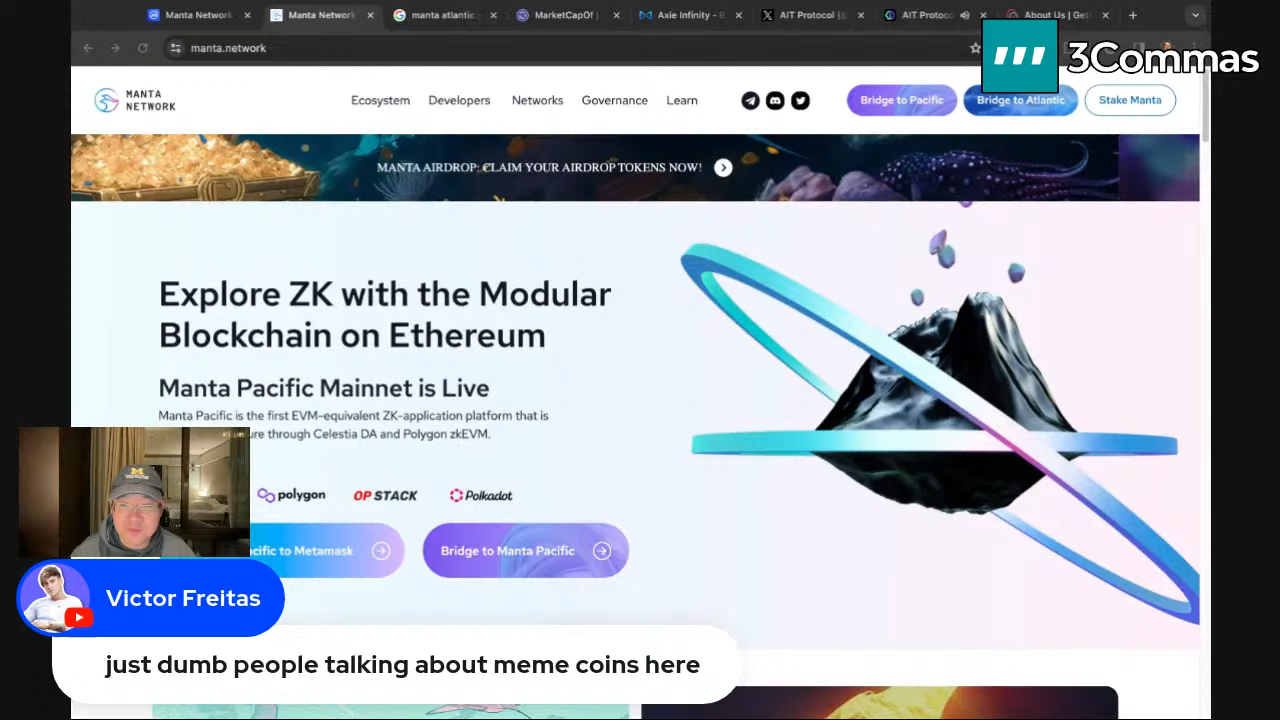 Manta Network
Manta Network
manta atlantic
MarketCapOf
Axie Infinity - 
AIT Protocol
AIT Protoco
About Us | Get
manta.network
3Commas
MANTA
NETWORK
Ecosystem
Developers
Networks
Governance
Learn
Bridge to Pacific
Bridge to Atlantic
Stake Manta
MANTA AIRDROP: CLAIM YOUR AIRDROP TOKENS NOW!
Explore ZK with the Modular
Blockchain on Ethereum
Manta Pacific Mainnet is Live
Manta Pacific is the first EVM-equivalent ZK-application platform that is
through Celestia DA and Polygon zkEVM.
polygon
OP STACK
Polkadot
to Metamask
Bridge to Manta Pacific
Victor Freitas
just dumb people talking about meme coins here